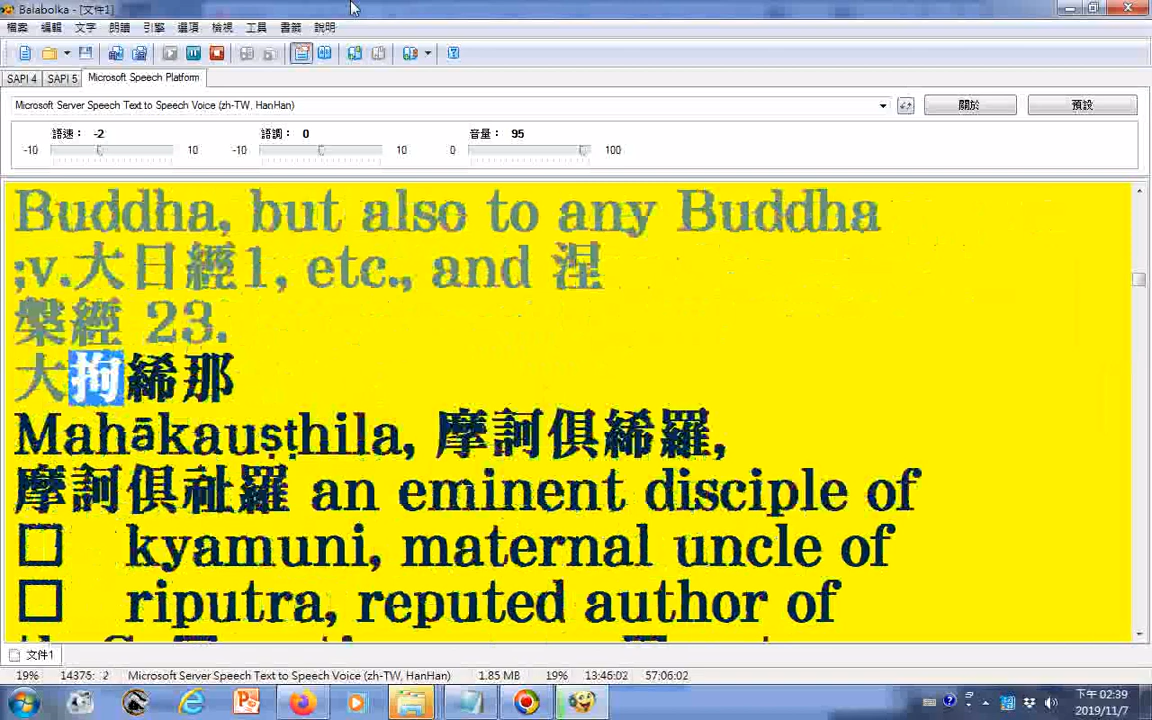 Balabolka - [文件1]
檔案 編輯 文字 朗讀 引擎 選項 檢視 工具 書籤 說明
SAPI 4 SAPI 5 Microsoft Speech Platform
Microsoft Server Speech Text to Speech Voice (zh-TW, HanHan) 關於 預設
語速： -2 語調： 0 音量： 95
-10 10 -10 10 0 100
Buddha, but also to any Buddha
;v.大日經1, etc., and 涅
槃經 23.
大拘絺那
Mahākauṣṭhila, 摩訶俱絺羅,
摩訶俱祉羅 an eminent disciple of
□ kyamuni, maternal uncle of
□ riputra, reputed author of
文件1
19% 14375: 2 Microsoft Server Speech Text to Speech Voice (zh-TW, HanHan) 1.85 MB 19% 13:46:02 57:06:02
下午 02:39
2019/11/7